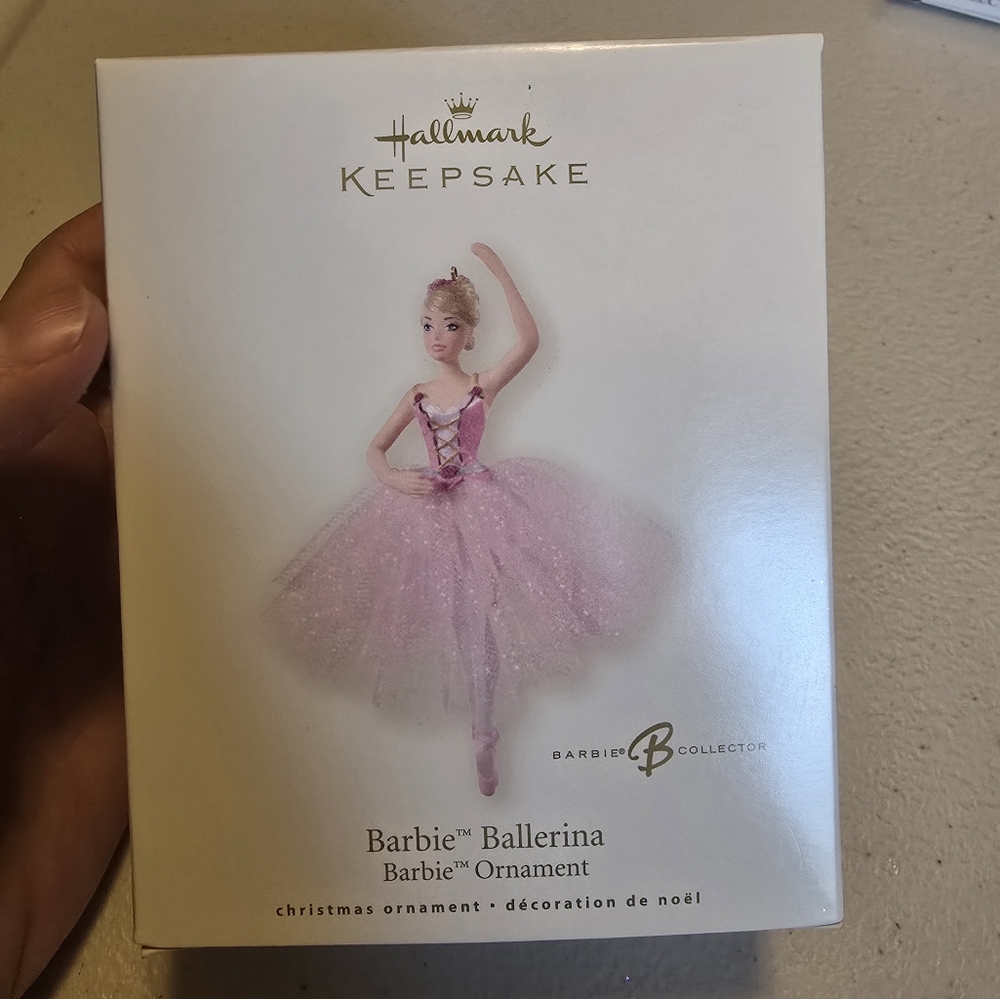 Hallmark
KEEPSAKE
BARBIE® B COLLECTOR
Barbie™ Ballerina
Barbie™ Ornament
christmas ornament • décoration de noël